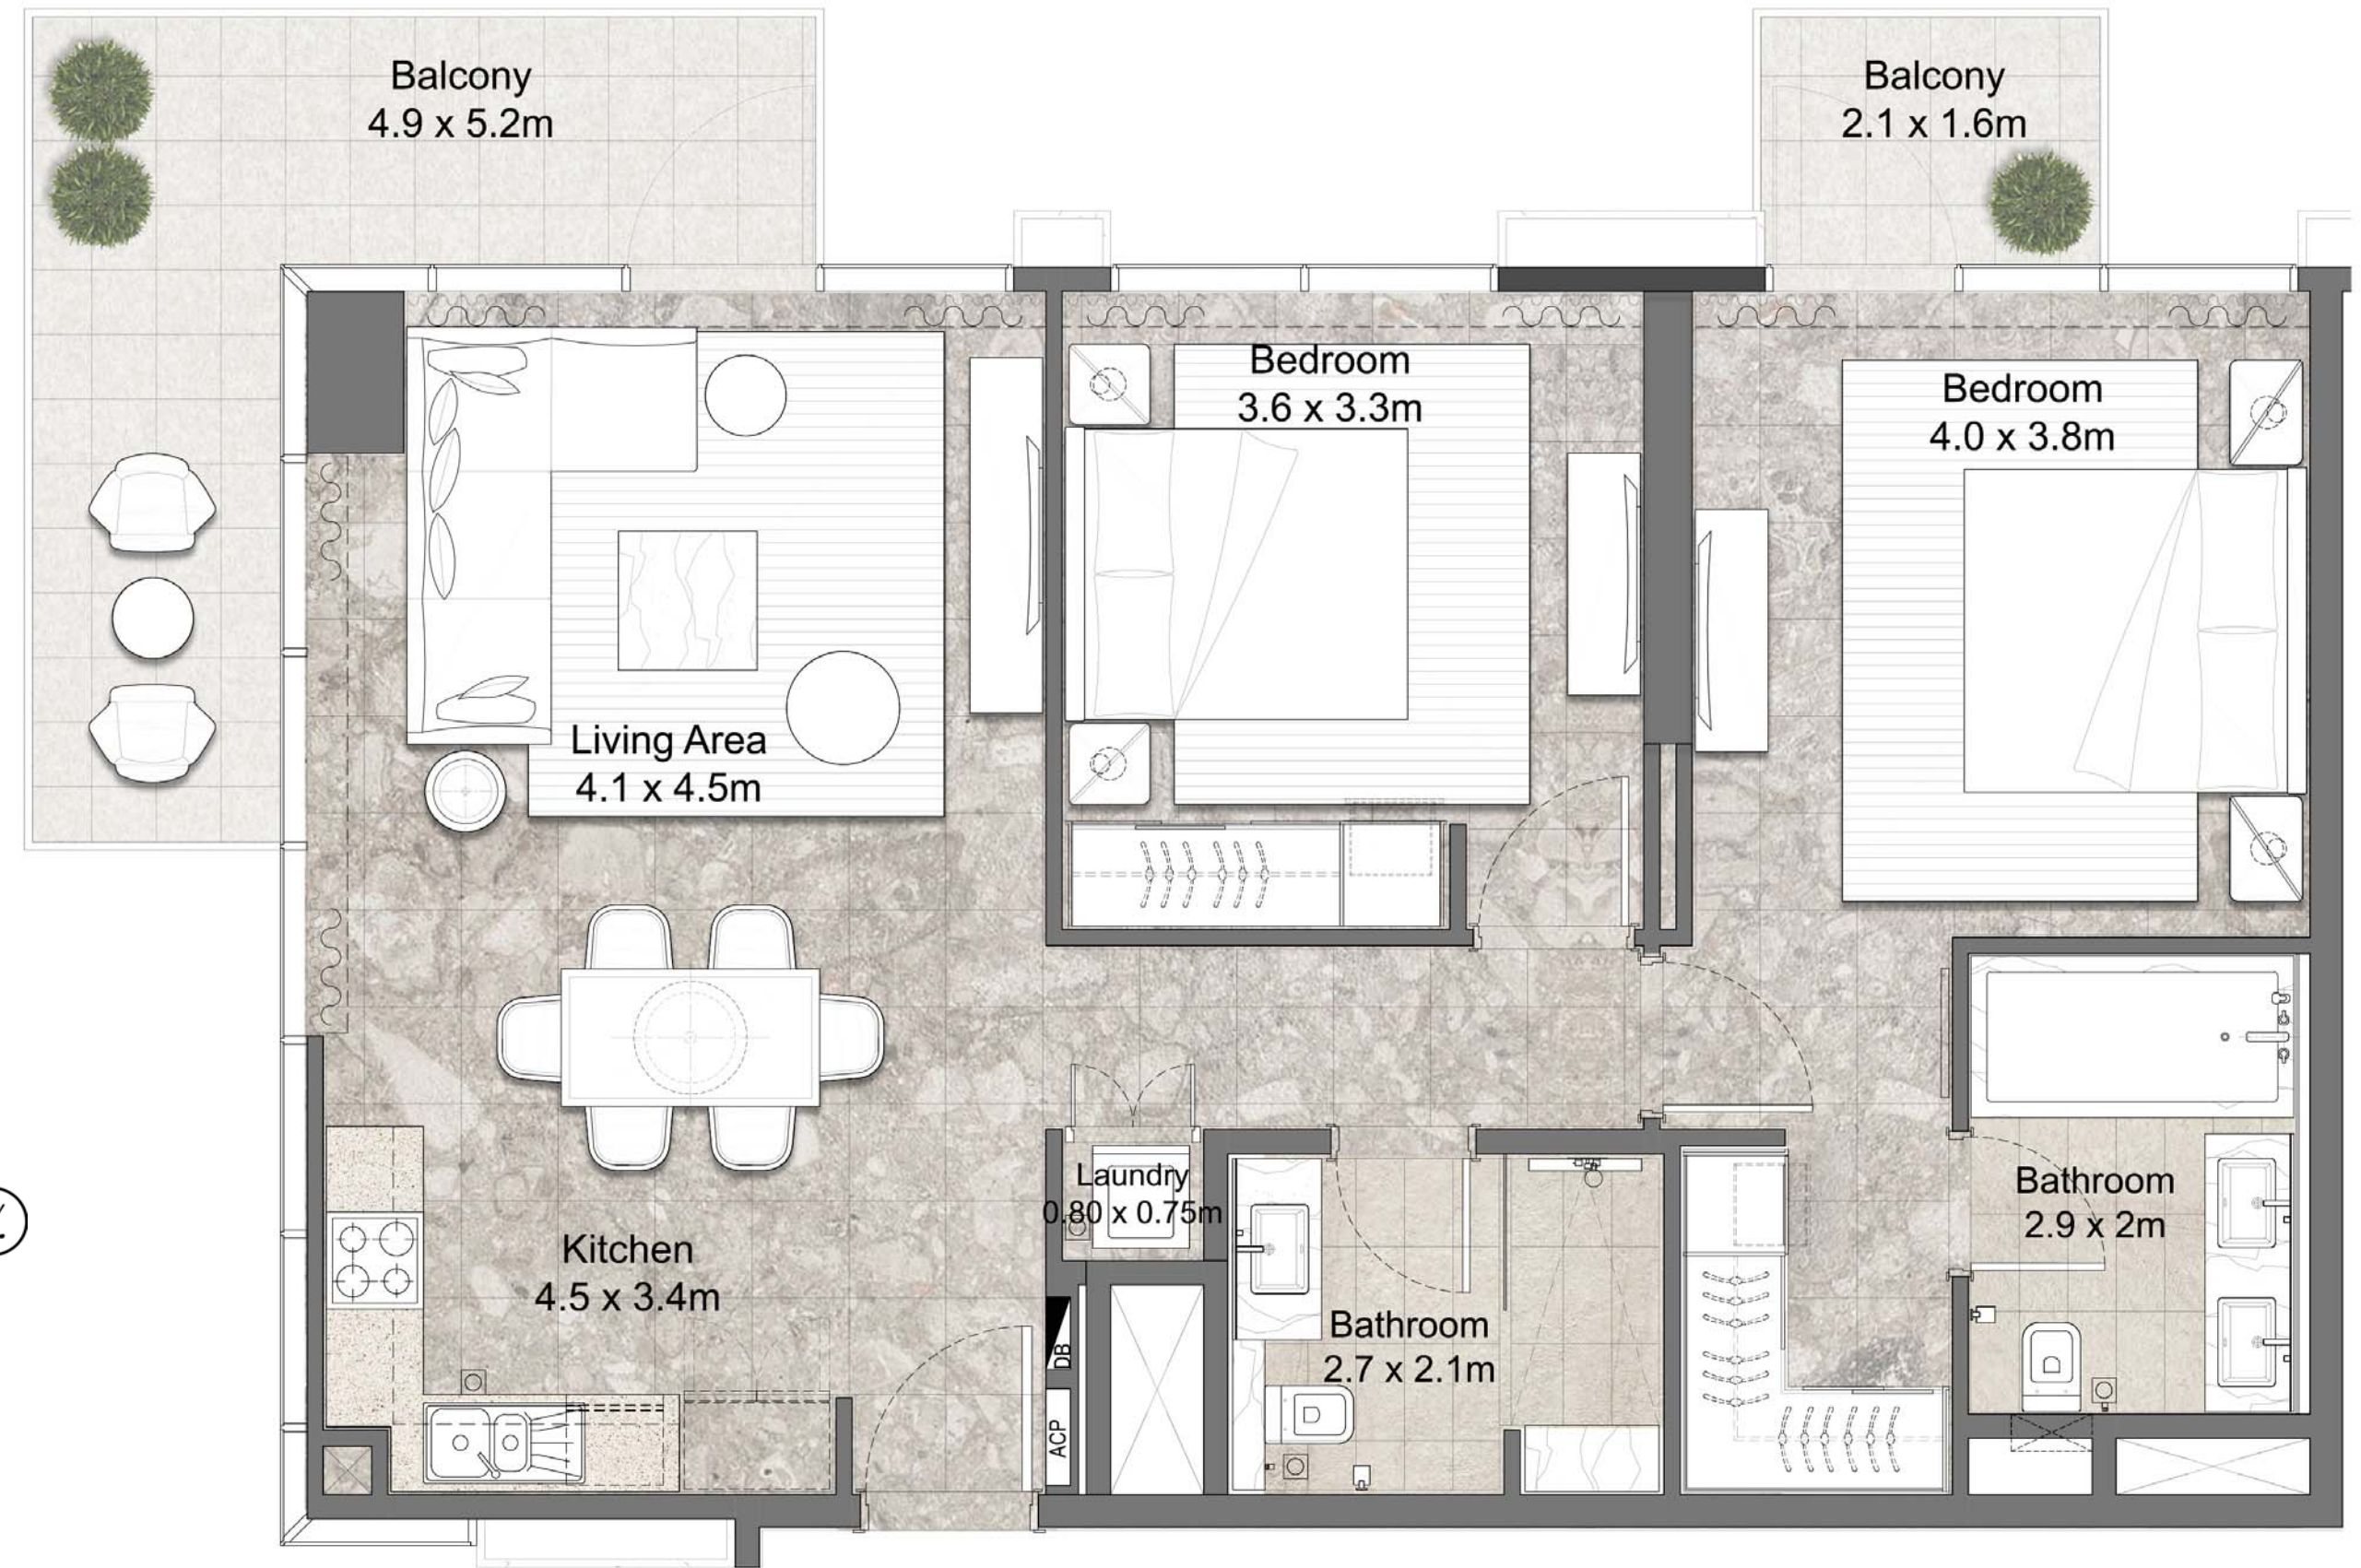 Balcony
4.9 x 5.2m
Balcony
2.1 x 1.6m
Bedroom
3.6 x 3.3m
Bedroom
4.0 x 3.8m
Living Area
4.1 x 4.5m
Laundry
0.80 x 0.75m
Bathroom
2.9 x 2m
Kitchen
4.5 x 3.4m
Bathroom
2.7 x 2.1m
DB
ACP